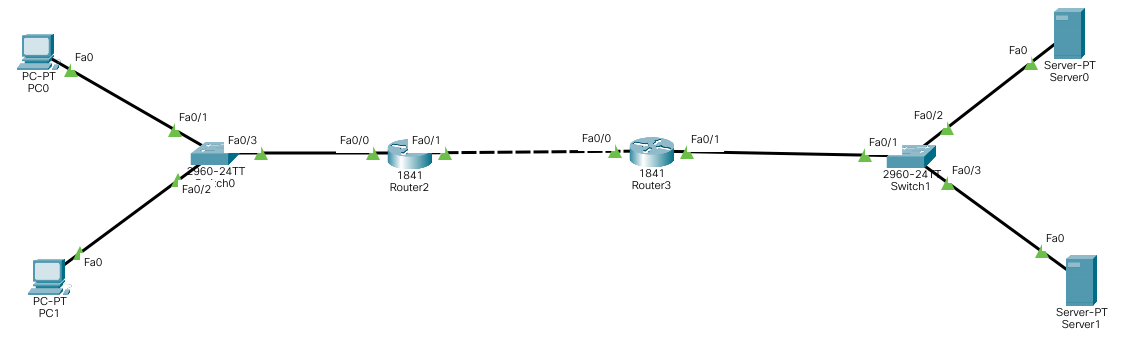 PC-PT
PC0
Fa0
Fa0/1
Fa0/3
2960-24TT
Fa0/2
Fa0
PC-PT
PC1
Fa0/0
Fa0/1
1841
Router2
Fa0/0
Fa0/1
1841
Router3
Fa0/1
2960-24TT
Switch1
Fa0/2
Fa0
Server-PT
Server0
Fa0/3
Fa0
Server-PT
Server1